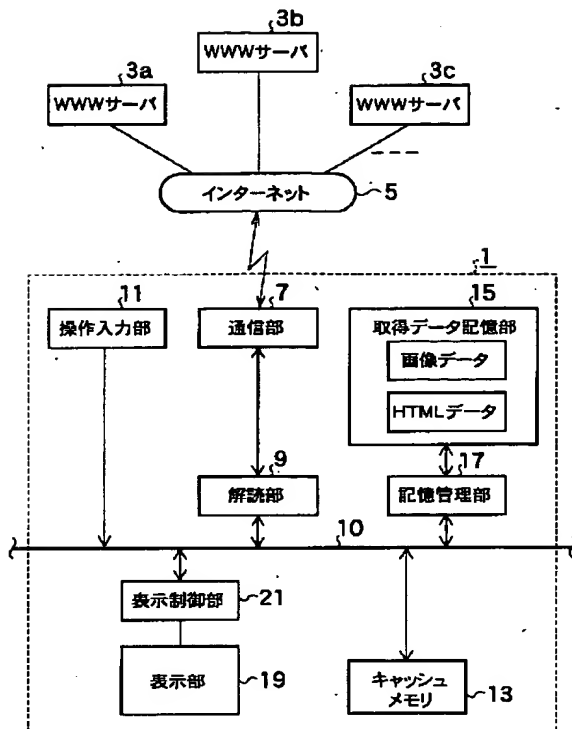 3b
WWWサーバ
3a
WWWサーバ
3c
WWWサーバ
インターネット
5
1
11
操作入力部
7
通信部
15
取得データ記憶部
画像データ
HTMLデータ
9
解読部
17
記憶管理部
10
表示制御部
21
表示部
19
キャッシュ
メモリ
13